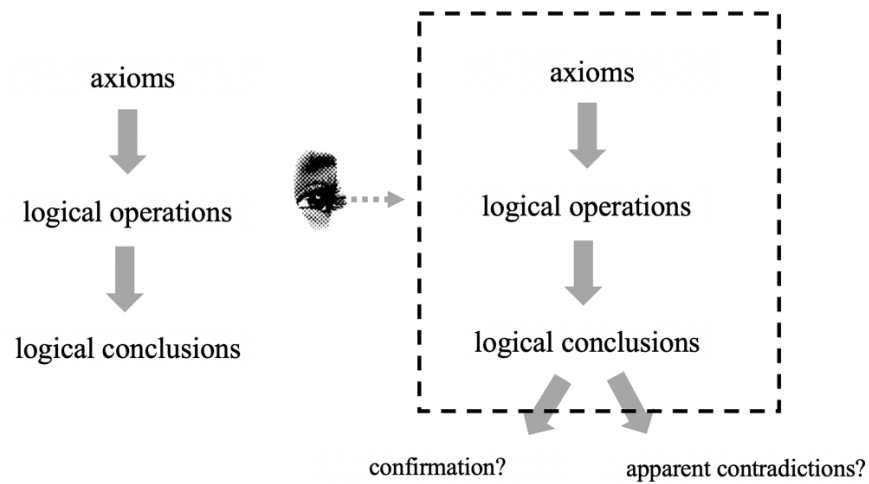 axioms
logical operations
logical conclusions
axioms
logical operations
logical conclusions
confirmation?
apparent contradictions?